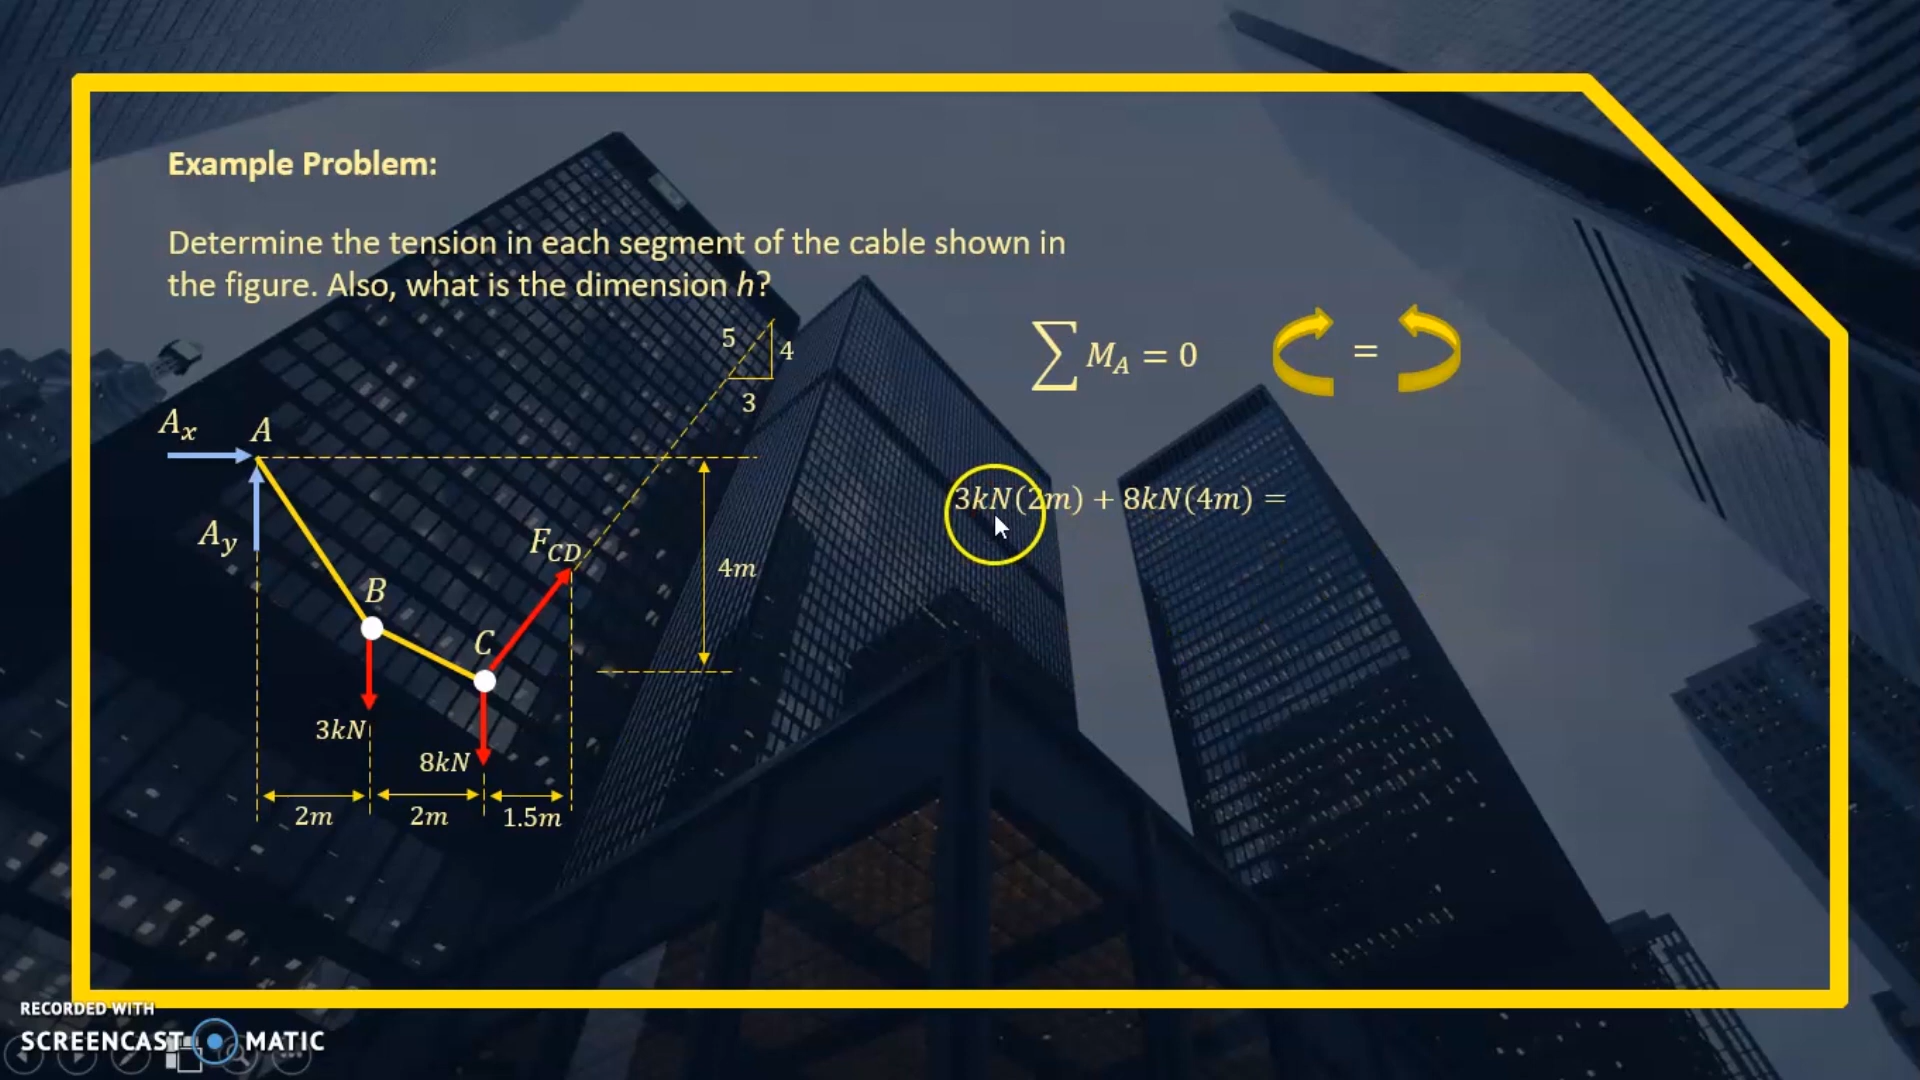 Example Problem:
Determine the tension in each segment of the cable shown in
the figure. Also, what is the dimension h?
5
4
3
∑ M_A = 0
=
A_x
A
A_y
F_CD
3kN(2m) + 8kN(4m) =
4m
B
C
3kN
8kN
2m
2m
1.5m
RECORDED WITH
SCREENCAST MATIC